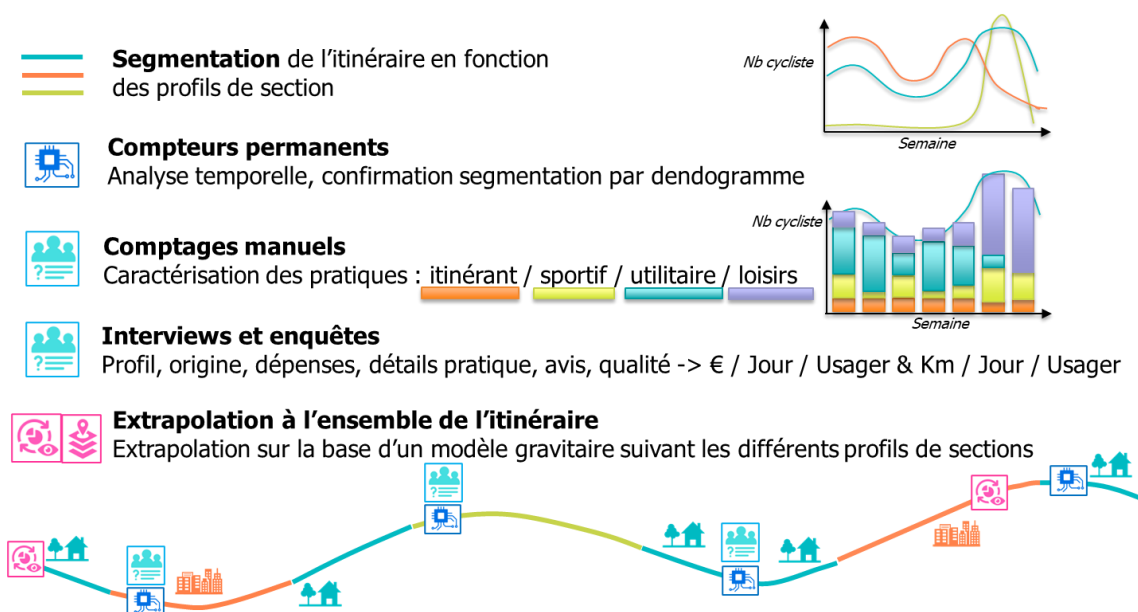 Segmentation de l’itinéraire en fonction
des profils de section
Nb cycliste
Semaine
Compteurs permanents
Analyse temporelle, confirmation segmentation par dendogramme
Nb cycliste
Semaine
Comptages manuels
Caractérisation des pratiques : itinérant / sportif / utilitaire / loisirs
Interviews et enquêtes
Profil, origine, dépenses, détails pratique, avis, qualité -> € / Jour / Usager & Km / Jour / Usager
Extrapolation à l’ensemble de l’itinéraire
Extrapolation sur la base d’un modèle gravitaire suivant les différents profils de sections